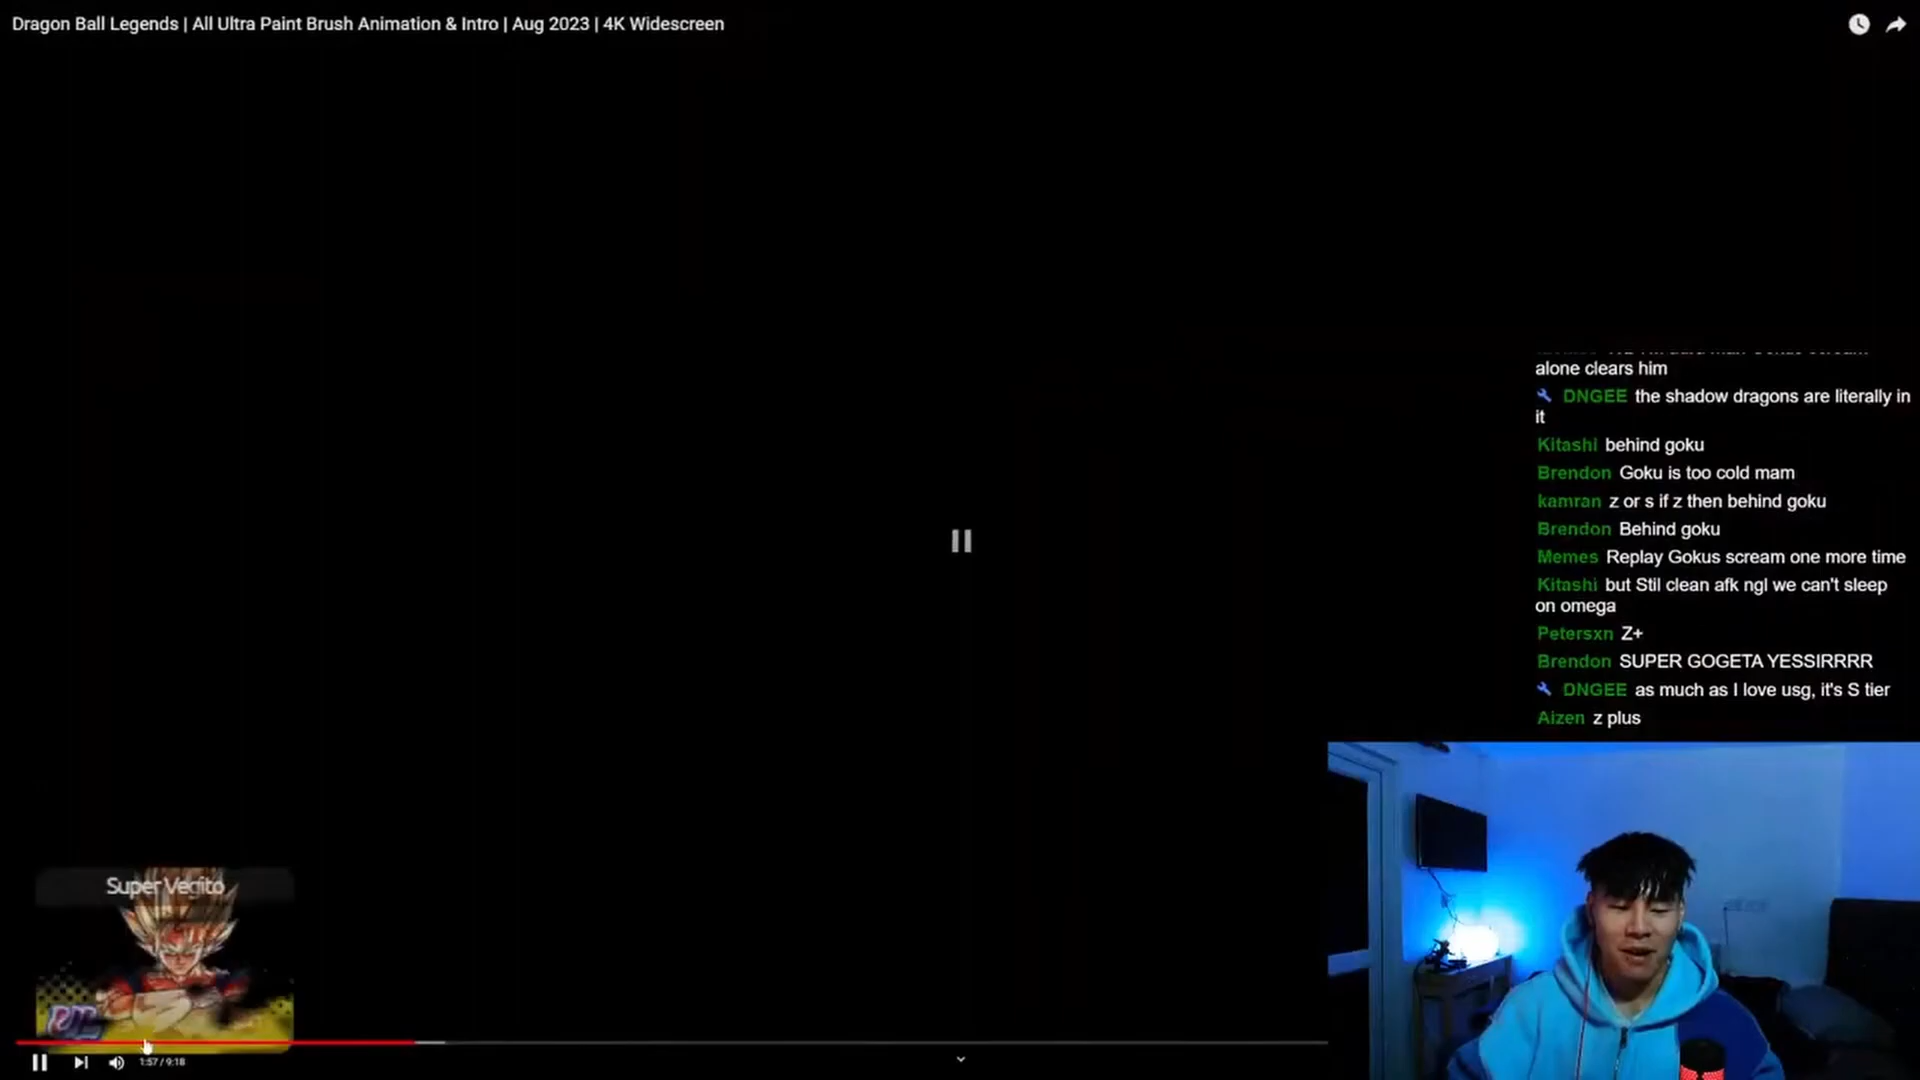 Dragon Ball Legends | All Ultra Paint Brush Animation & Intro | Aug 2023 | 4K Widescreen
alone clears him
DNGEE the shadow dragons are literally in
it
Kitashi behind goku
Brendon Goku is too cold mam
kamran z or s if z then behind goku
Brendon Behind goku
Memes Replay Gokus scream one more time
Kitashi but Stil clean afk ngl we can't sleep
on omega
Petersxn Z+
Brendon SUPER GOGETA YESSIRRRR
DNGEE as much as I love usg, it's S tier
Aizen z plus
Super Vegito
UL
1:57 / 9:18